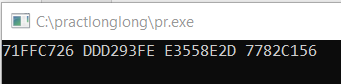 C:\practlonglong\pr.exe
71FFC726 DDD293FE E3558E2D 7782C156